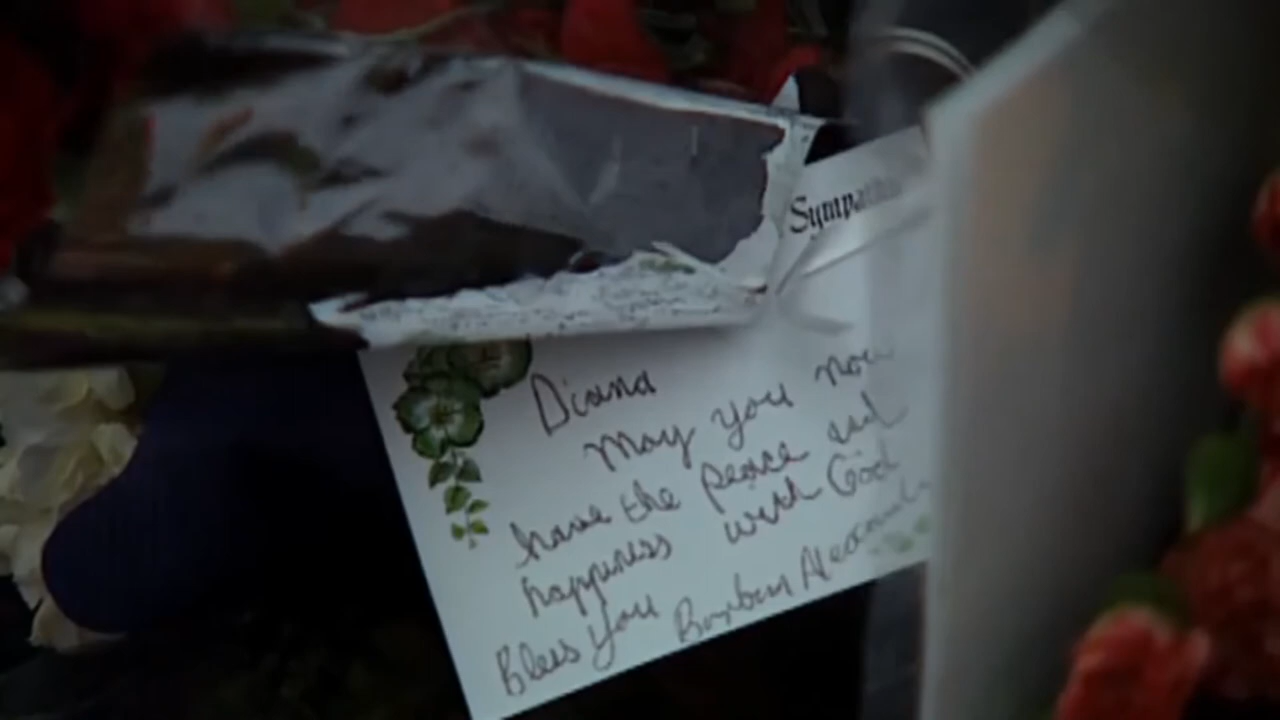 Sympa
Diana
May you now
have the peace and
happiness with God
Bless you